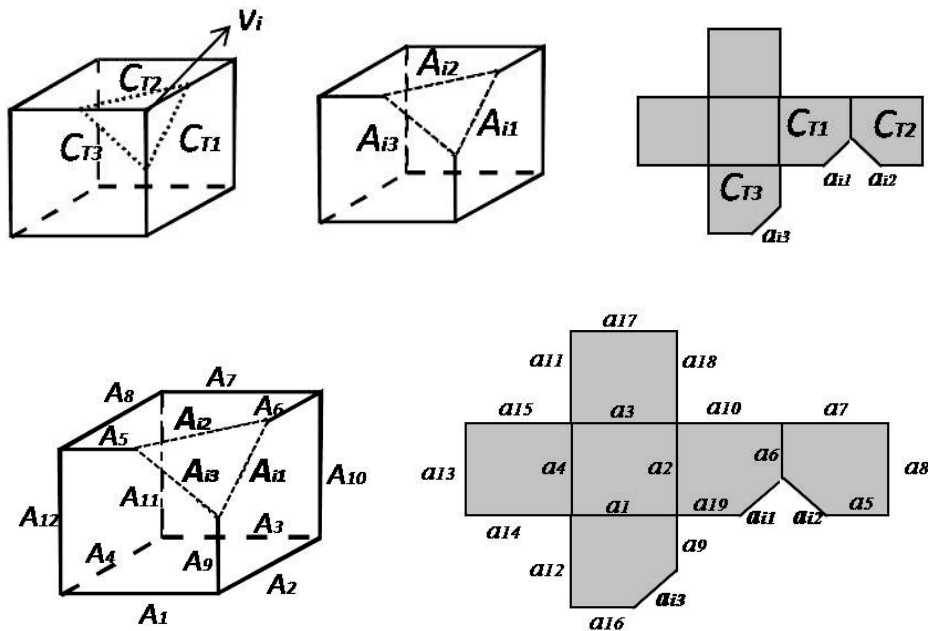 Vi
CT2
CT3
CT1
Ai2
Ai3
Ai1
CT1
CT2
CT3
ai1
ai2
ai3
A8
A7
A5
Ai2
A6
Ai3
Ai1
A10
A12
A11
A4
A9
A3
A2
A1
a17
a11
a18
a15
a3
a10
a7
a13
a4
a2
a6
a8
a14
a1
a19
ai1
ai2
a5
a12
a9
ai3
a16